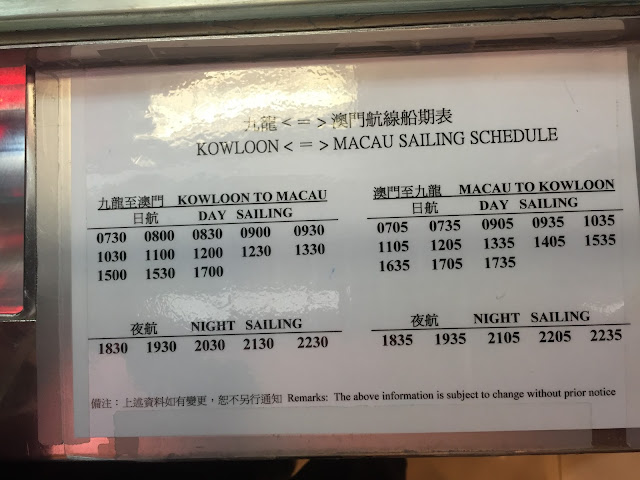 九龍 < = > 澳門航線船期表
KOWLOON < = > MACAU SAILING SCHEDULE
九龍至澳門 KOWLOON TO MACAU
日航 DAY SAILING
0730 0800 0830 0900 0930
1030 1100 1200 1230 1330
1500 1530 1700
夜航 NIGHT SAILING
1830 1930 2030 2130 2230
澳門至九龍 MACAU TO KOWLOON
日航 DAY SAILING
0705 0735 0905 0935 1035
1105 1205 1335 1405 1535
1635 1705 1735
夜航 NIGHT SAILING
1835 1935 2105 2205 2235
備注：上述資料如有變更，恕不另行通知 Remarks: The above information is subject to change without prior notice